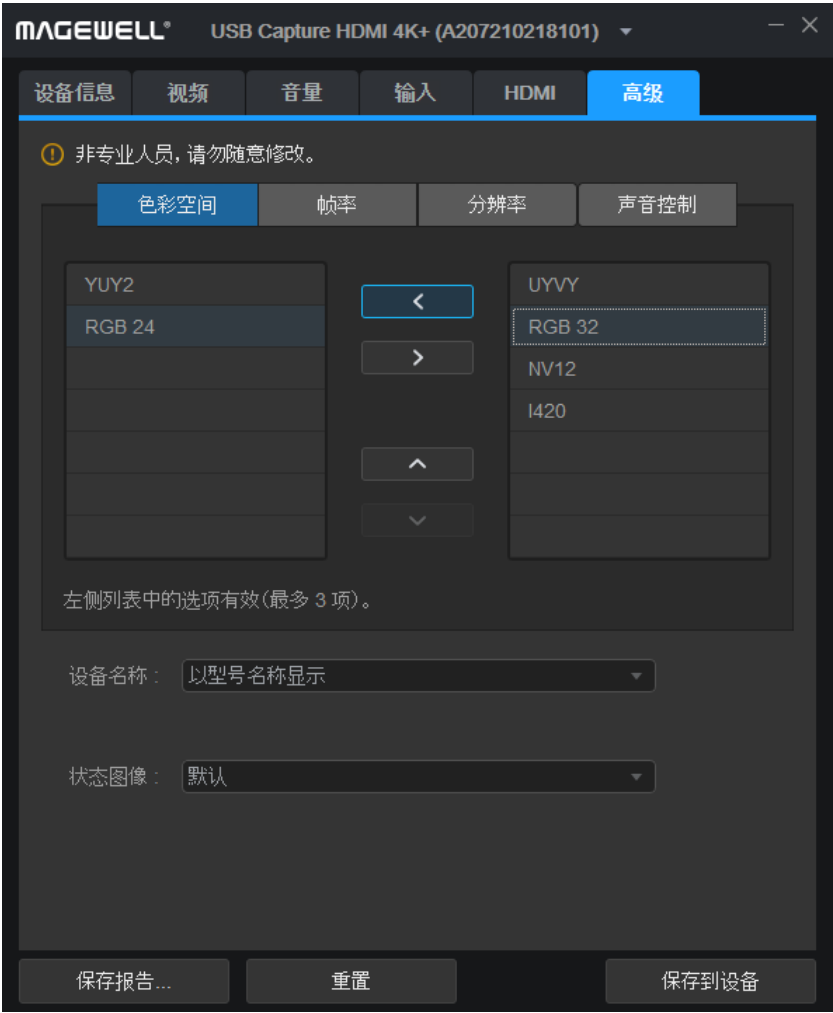 MAGEWELL® USB Capture HDMI 4K+ (A207210218101)
设备信息 视频 音量 输入 HDMI 高级
非专业人员,请勿随意修改。
色彩空间 帧率 分辨率 声音控制
YUY2
RGB 24
UYVY
RGB 32
NV12
I420
左侧列表中的选项有效(最多 3 项)。
设备名称: 以型号名称显示
状态图像: 默认
保存报告... 重置 保存到设备